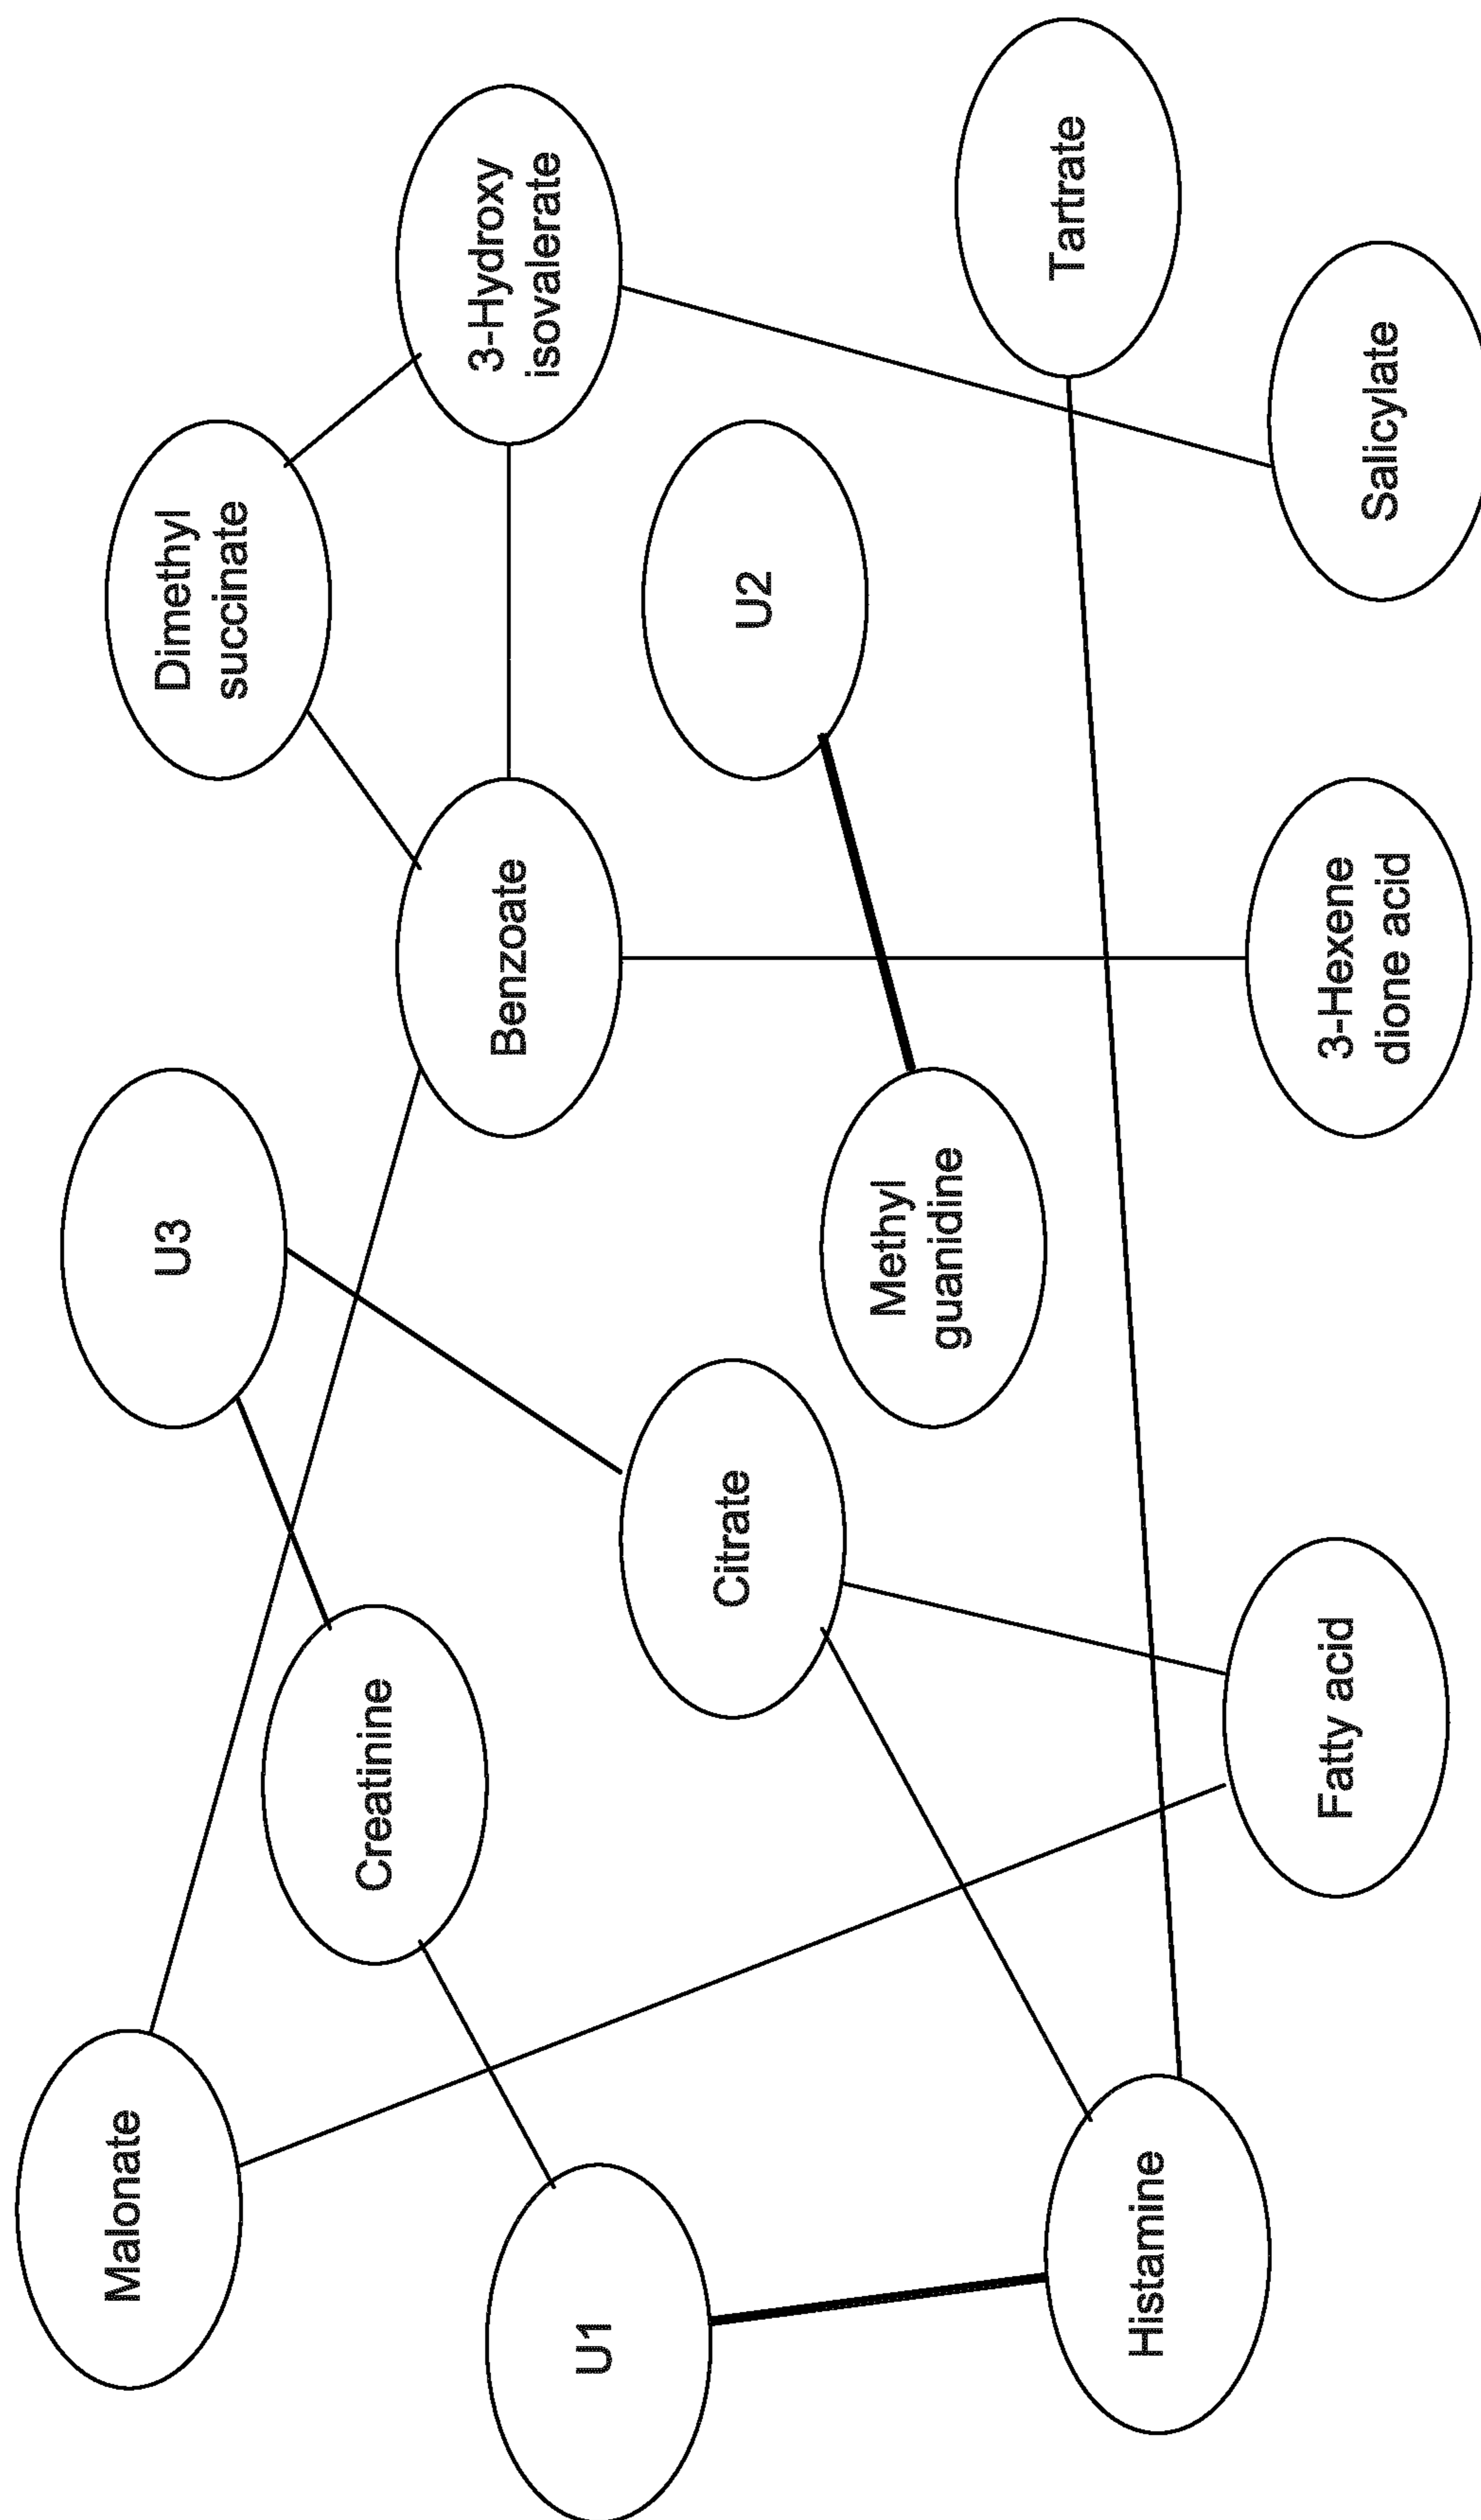 Malonate
U3
Dimethyl
succinate
Creatinine
Benzoate
3-Hydroxy
isovalerate
U1
Citrate
U2
Methyl
guanidine
Tartrate
Histamine
Fatty acid
3-Hexene
dione acid
Salicylate